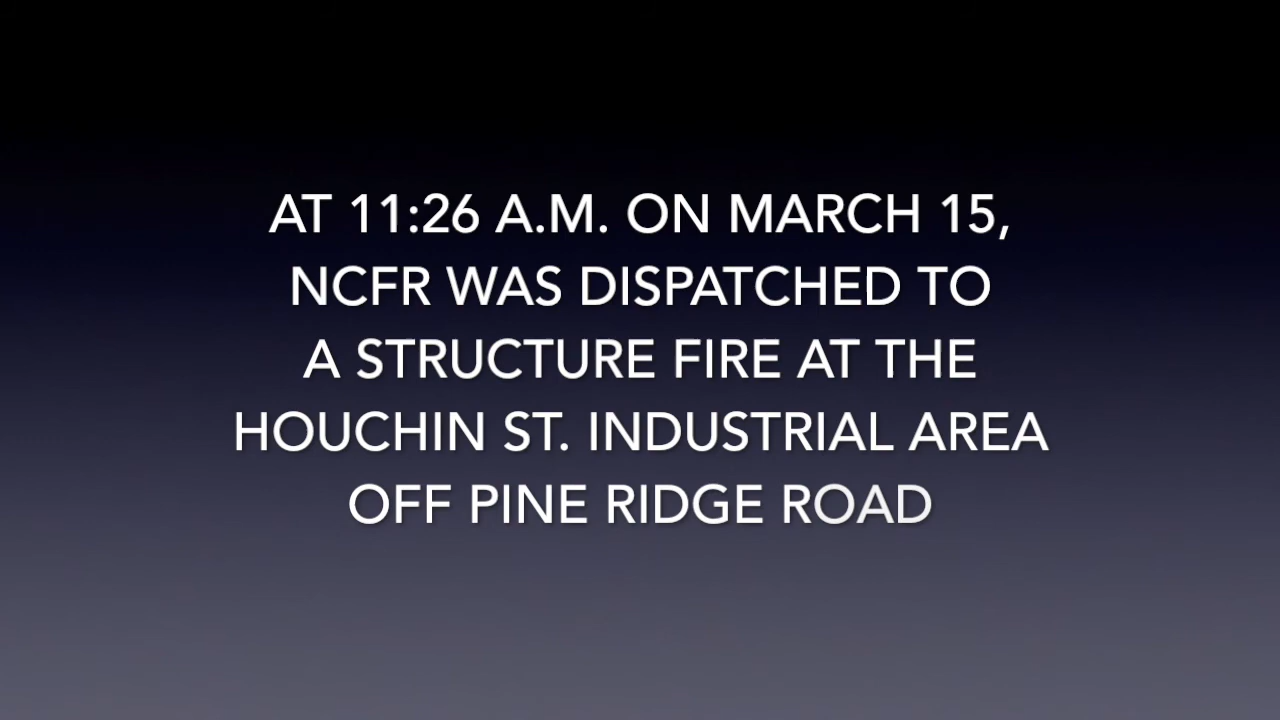 AT 11:26 A.M. ON MARCH 15,
NCFR WAS DISPATCHED TO
A STRUCTURE FIRE AT THE
HOUCHIN ST. INDUSTRIAL AREA
OFF PINE RIDGE ROAD